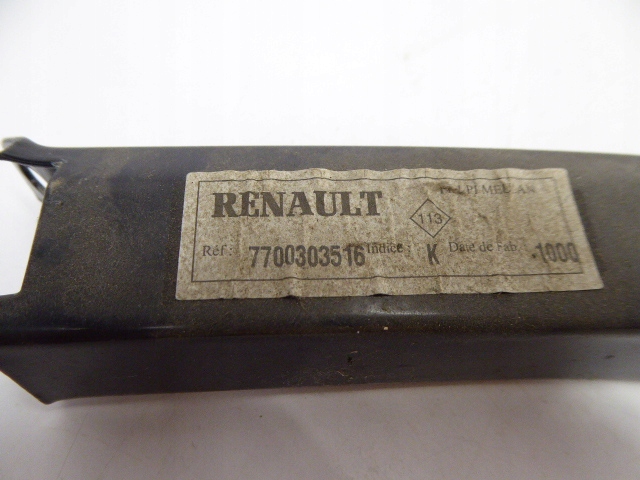 RENAULT 113
Réf : 7700303516 Indice : K Date de Fab. 1000